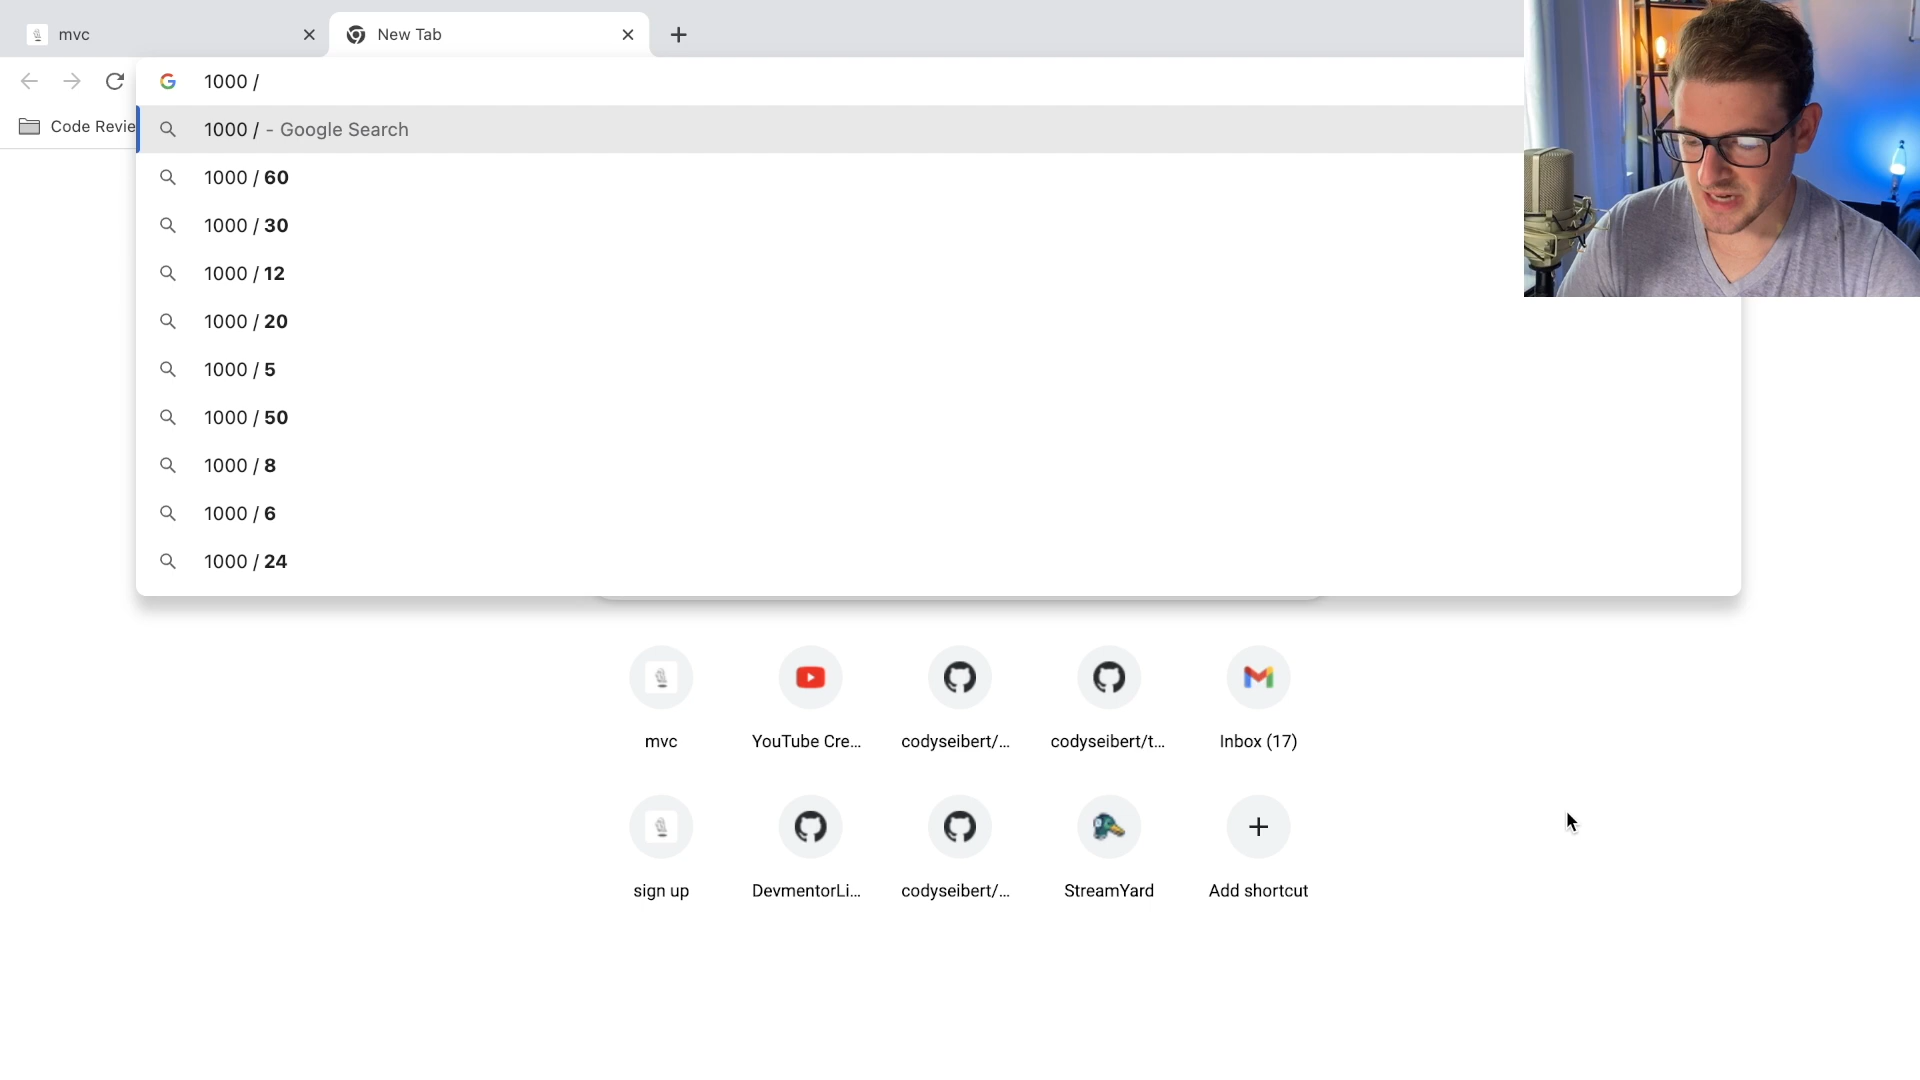 mvc
New Tab
1000 /
Code Revie
1000 / - Google Search
1000 / 60
1000 / 30
1000 / 12
1000 / 20
1000 / 5
1000 / 50
1000 / 8
1000 / 6
1000 / 24
mvc
YouTube Cre...
codyseibert/...
codyseibert/t...
Inbox (17)
sign up
DevmentorLi...
codyseibert/...
StreamYard
Add shortcut